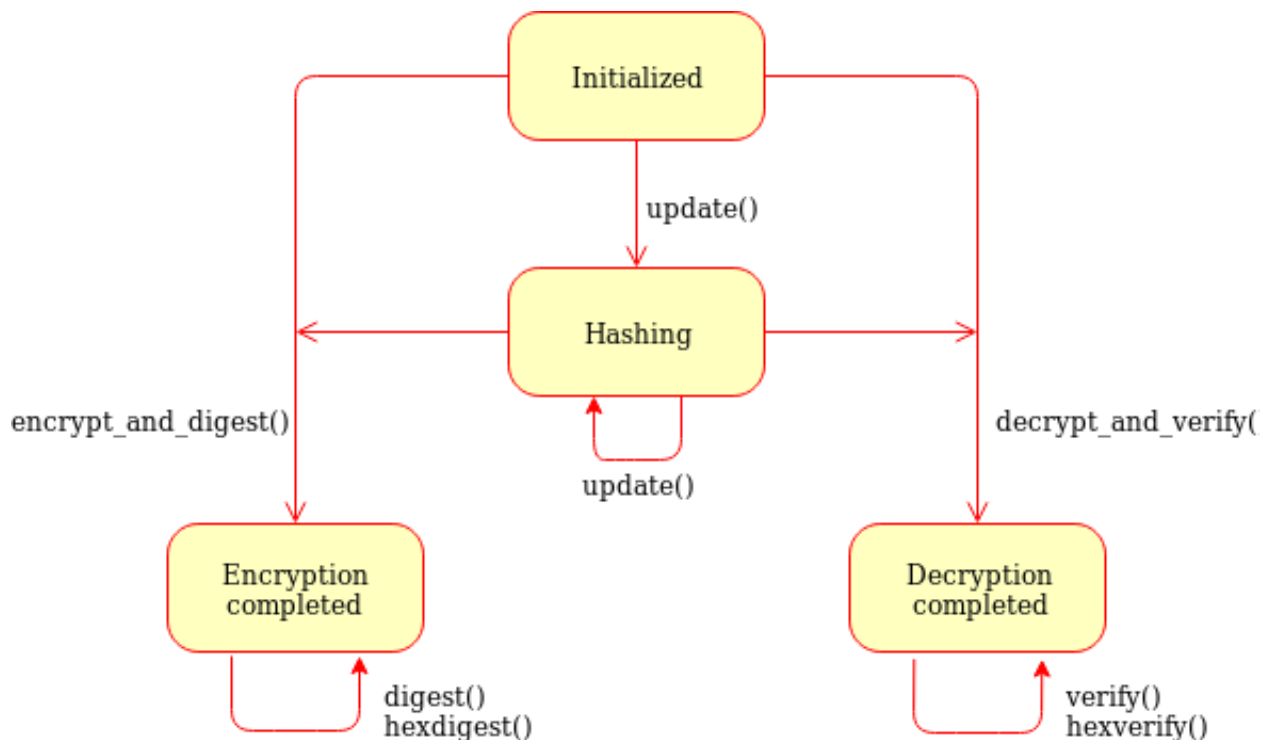 Initialized
update()
Hashing
encrypt_and_digest()
decrypt_and_verify(
update()
Encryption
completed
Decryption
completed
digest()
hexdigest()
verify()
hexverify()